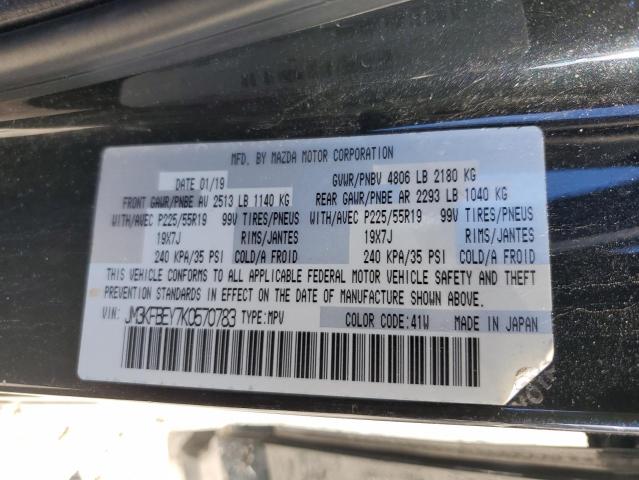 MFD. BY MAZDA MOTOR CORPORATION
DATE 01/19 GVWR/PNBV 4806 LB 2180 KG
FRONT GAWR/PNBE AV 2513 LB 1140 KG REAR GAWR/PNBE AR 2293 LB 1040 KG
WITH/AVEC P225/55R19 99V TIRES/PNEUS WITH/AVEC P225/55R19 99V TIRES/PNEUS
19X7J RIMS/JANTES 19X7J RIMS/JANTES
240 KPA/35 PSI COLD/A FROID 240 KPA/35 PSI COLD/A FROID
THIS VEHICLE CONFORMS TO ALL APPLICABLE FEDERAL MOTOR VEHICLE SAFETY AND THEFT
PREVENTION STANDARDS IN EFFECT ON THE DATE OF MANUFACTURE SHOWN ABOVE.
VIN: JM3KFBEY7K0570783 TYPE:MPV COLOR CODE:41W MADE IN JAPAN